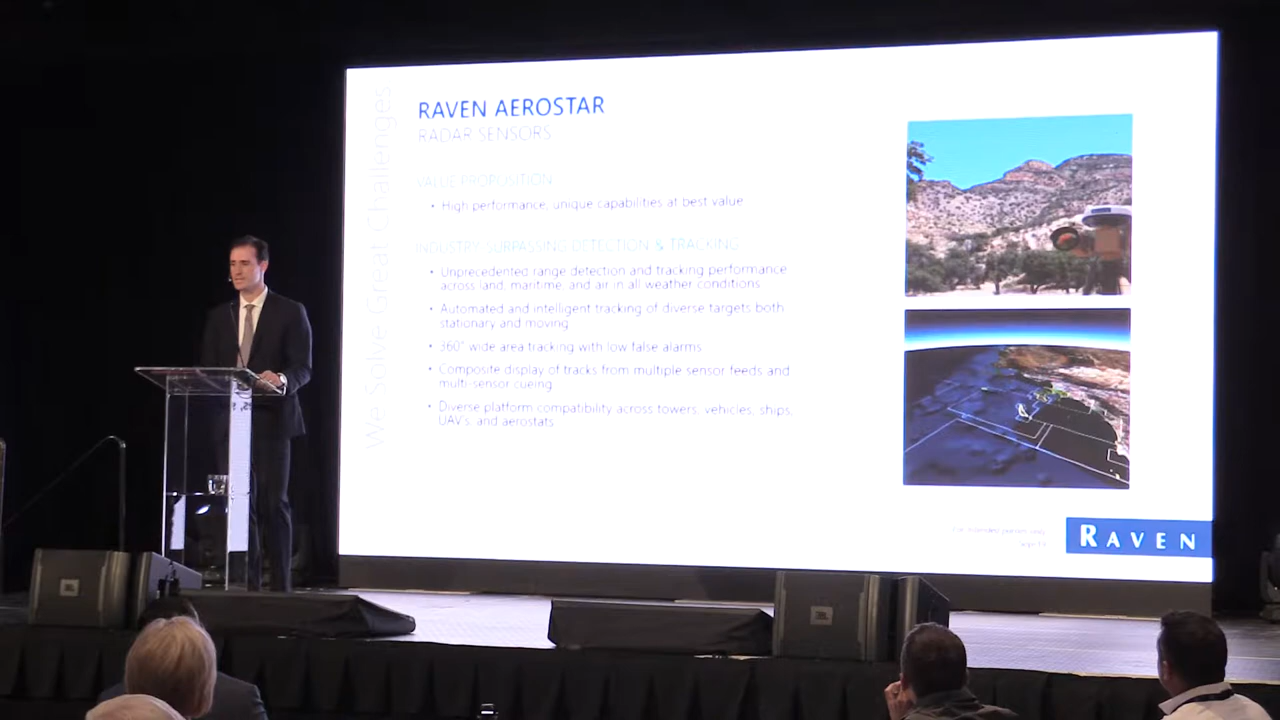 We Solve Great Challenges
RAVEN AEROSTAR
RADAR SENSORS
VALUE PROPOSITION
• High performance, unique capabilities at best value
INDUSTRY SURPASSING DETECTION & TRACKING
• Unprecedented range detection and tracking performance
across land, maritime, and air in all weather conditions
• Automated and intelligent tracking of diverse targets both
stationary and moving
• 360° wide area tracking with low false alarms
• Composite display of tracks from multiple sensor feeds and
multi-sensor cueing
• Diverse platform compatibility across towers, vehicles, ships,
UAV's, and aerostats
RAVEN
JBL
JBL